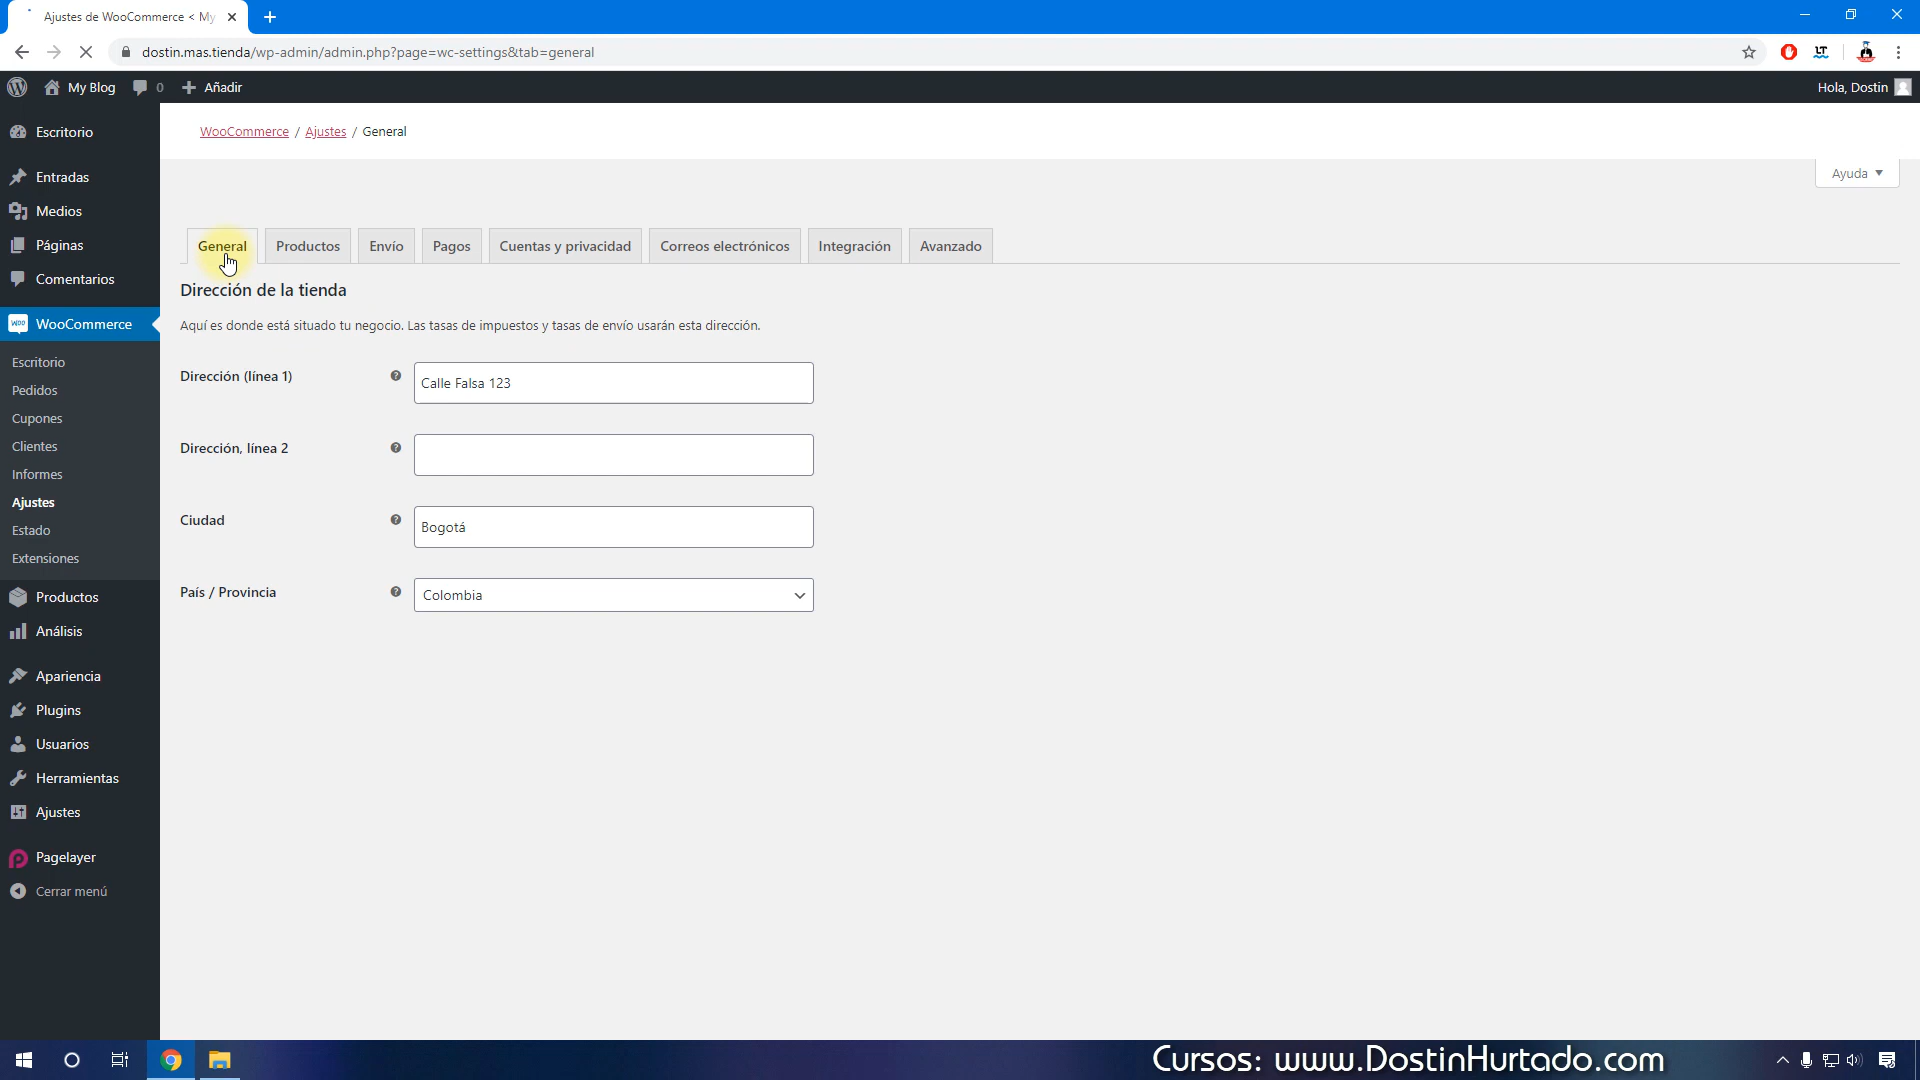 Ajustes de WooCommerce < My
dostin.mas.tienda/wp-admin/admin.php?page=wc-settings&tab=general
My Blog
0
Añadir
Hola, Dostin
Escritorio
Entradas
Medios
Páginas
Comentarios
WooCommerce
Escritorio
Pedidos
Cupones
Clientes
Informes
Ajustes
Estado
Extensiones
Productos
Análisis
Apariencia
Plugins
Usuarios
Herramientas
Ajustes
Pagelayer
Cerrar menú
WooCommerce / Ajustes / General
Ayuda
General
Productos
Envío
Pagos
Cuentas y privacidad
Correos electrónicos
Integración
Avanzado
Dirección de la tienda
Aquí es donde está situado tu negocio. Las tasas de impuestos y tasas de envío usarán esta dirección.
Dirección (línea 1)
Calle Falsa 123
Dirección, línea 2
Ciudad
Bogotá
País / Provincia
Colombia
Cursos: www.DostinHurtado.com